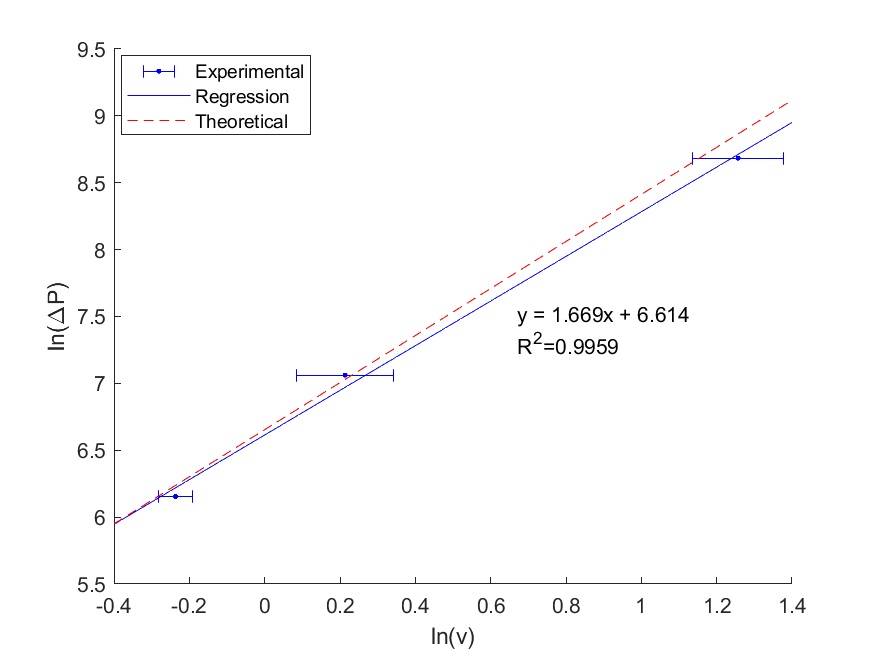 9.5
9
8.5
8
7.5
7
6.5
6
5.5
ln(ΔP)
Experimental
Regression
Theoretical
y = 1.669x + 6.614
R²=0.9959
-0.4 -0.2 0 0.2 0.4 0.6 0.8 1 1.2 1.4
ln(v)